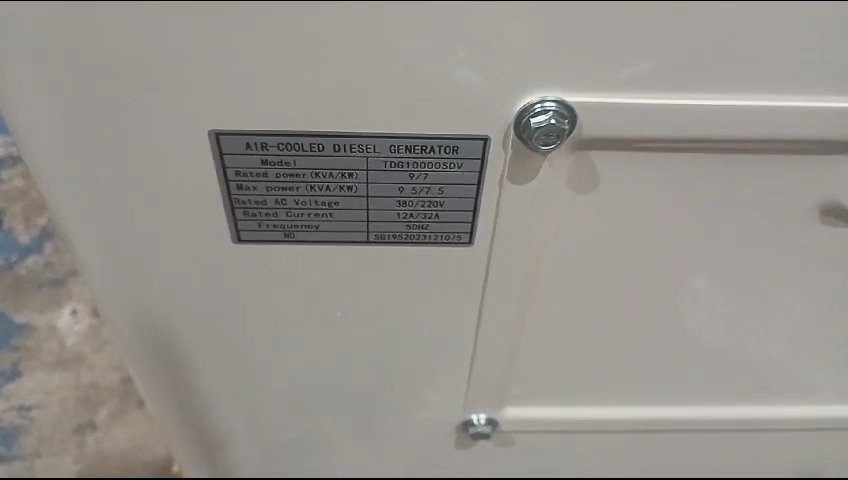 AIR-COOLED DIESEL GENERATOR
Model TDG10000SDV
Rated power(KVA/KW) 9/7
Max power(KVA/KW) 9.5/7.5
Rated AC Voltage 380/220V
Rated Current 12A/32A
Frequency 50HZ
NO. SG1952023121075